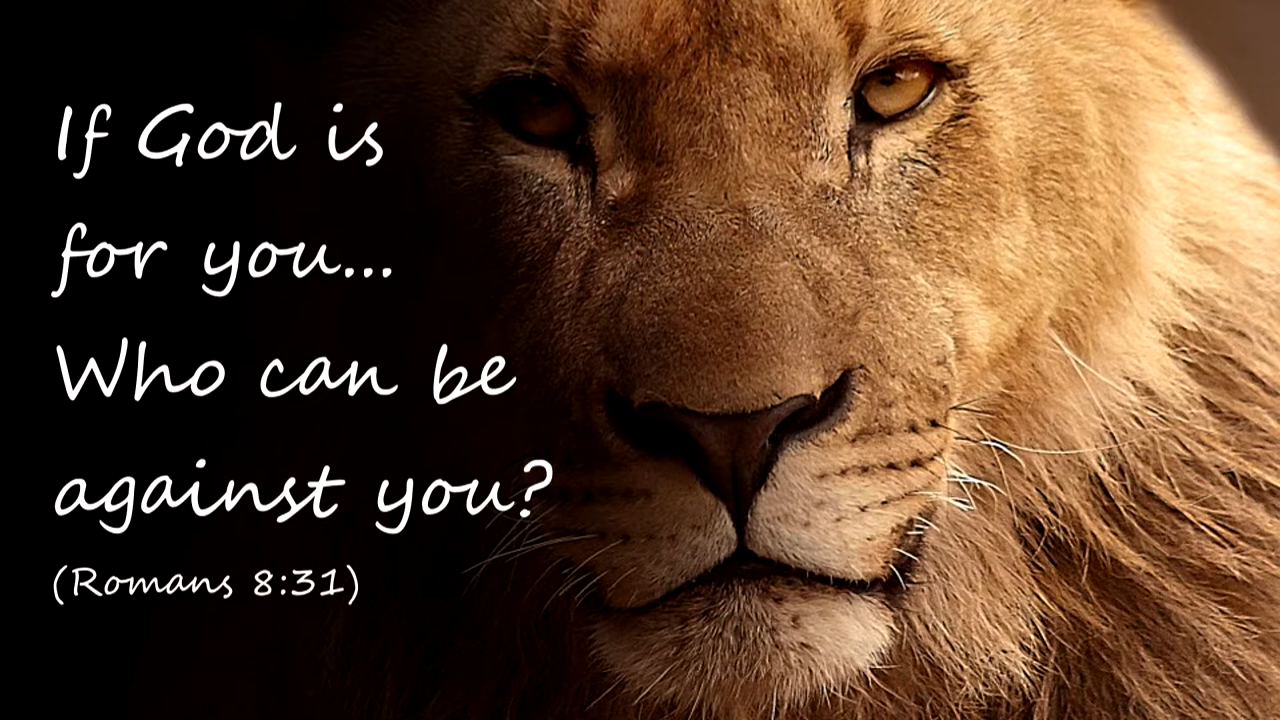 If God is
for you...
Who can be
against you?
(Romans 8:31)